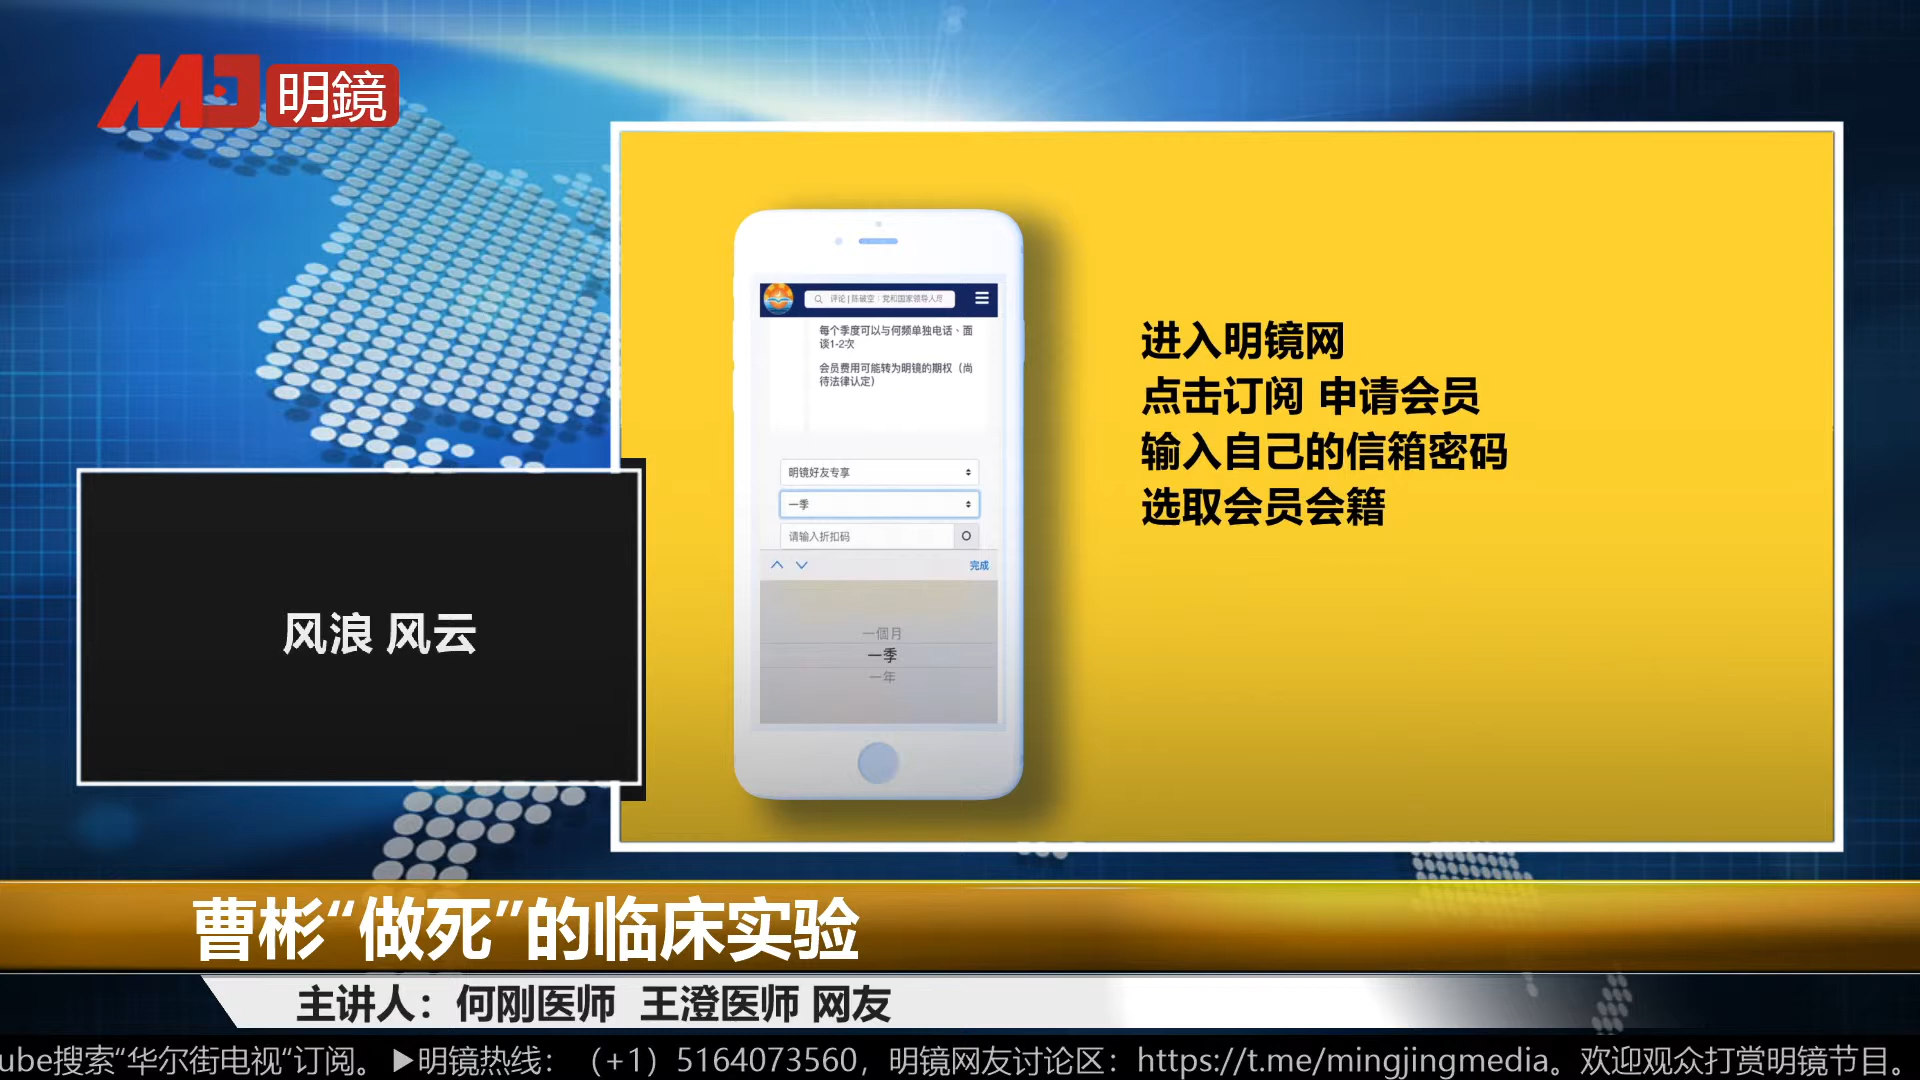 MJ 明鏡
评论 | 陈破空：党和国家领导人尽
每个季度可以与何频单独电话、面
谈1-2次
会员费用可能转为明镜的期权（尚
待法律认定）
明镜好友专享
一季
请输入折扣码
完成
一個月
一季
一年
进入明镜网
点击订阅 申请会员
输入自己的信箱密码
选取会员会籍
风浪 风云
曹彬“做死”的临床实验
主讲人：何刚医师 王澄医师 网友
ube搜索“华尔街电视“订阅。▶明镜热线：（+1）5164073560，明镜网友讨论区：https://t.me/mingjingmedia。欢迎观众打赏明镜节目。